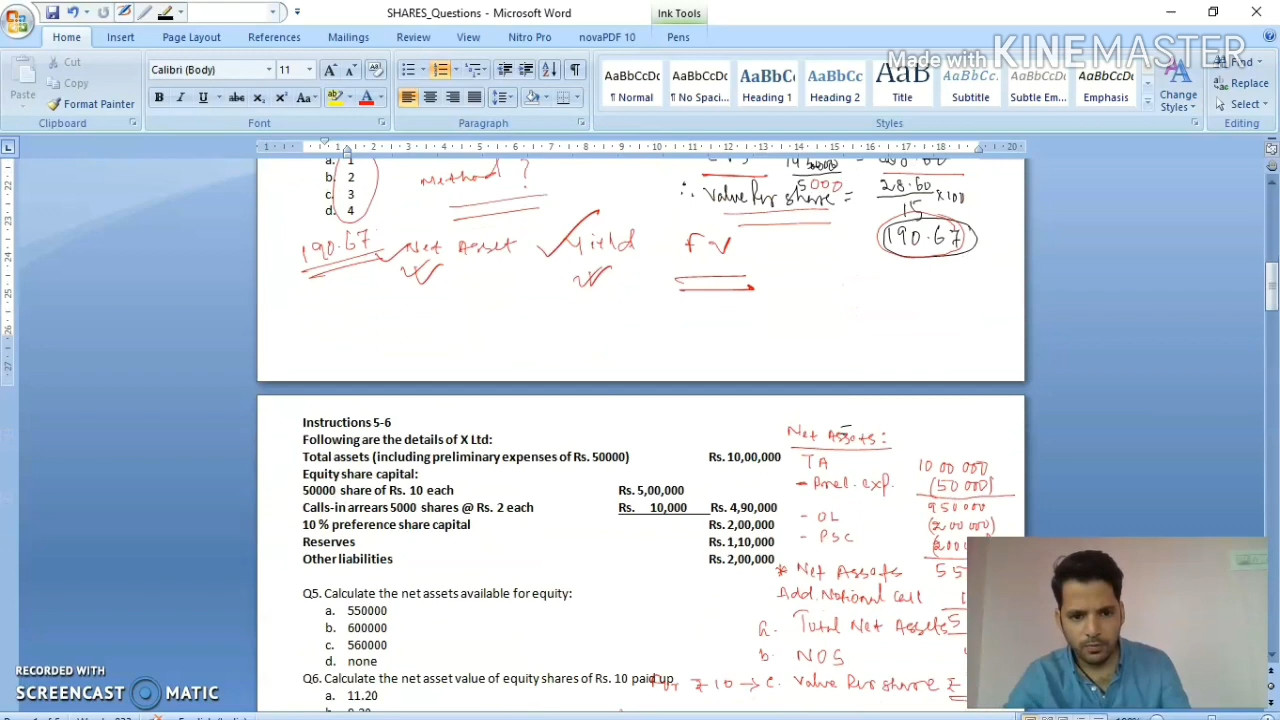 SHARES_Questions - Microsoft Word
Ink Tools
Home Insert Page Layout References Mailings Review View Nitro Pro novaPDF 10 Pens
Made with KINEMASTER
Cut
Copy
Format Painter
Paste
Clipboard
Calibri (Body) 11
Font
Paragraph
AaBbCcDc AaBbCcDc AaBbCc AaBbCc AaB AaBbCc. AaBbCcDc AaBbCcDc
¶ Normal ¶ No Spaci... Heading 1 Heading 2 Title Subtitle Subtle Em... Emphasis
Styles
Change Styles
Find
Replace
Select
Editing
a. 1
b. 2
c. 3
d. 4
Method ?
5000
∴ Value Per share = 28.60 x 100
15
190.67
190.67 Net Asset Yield FV
Instructions 5-6
Following are the details of X Ltd:
Total assets (including preliminary expenses of Rs. 50000) Rs. 10,00,000
Equity share capital:
50000 share of Rs. 10 each Rs. 5,00,000
Calls-in arrears 5000 shares @ Rs. 2 each Rs. 10,000 Rs. 4,90,000
10 % preference share capital Rs.2,00,000
Reserves Rs. 1,10,000
Other liabilities Rs. 2,00,000
Net Assets:
TA 1000000
- Prel. exp. (50000)
950000
- OL (200000)
- PSC
* Net Assets
Add. Notional Call
a. Total Net Assets
b. NOS
c. Value Per share
Q5. Calculate the net assets available for equity:
a. 550000
b. 600000
c. 560000
d. none
Q6. Calculate the net asset value of equity shares of Rs. 10 paid up
a. 11.20
RECORDED WITH
SCREENCAST MATIC